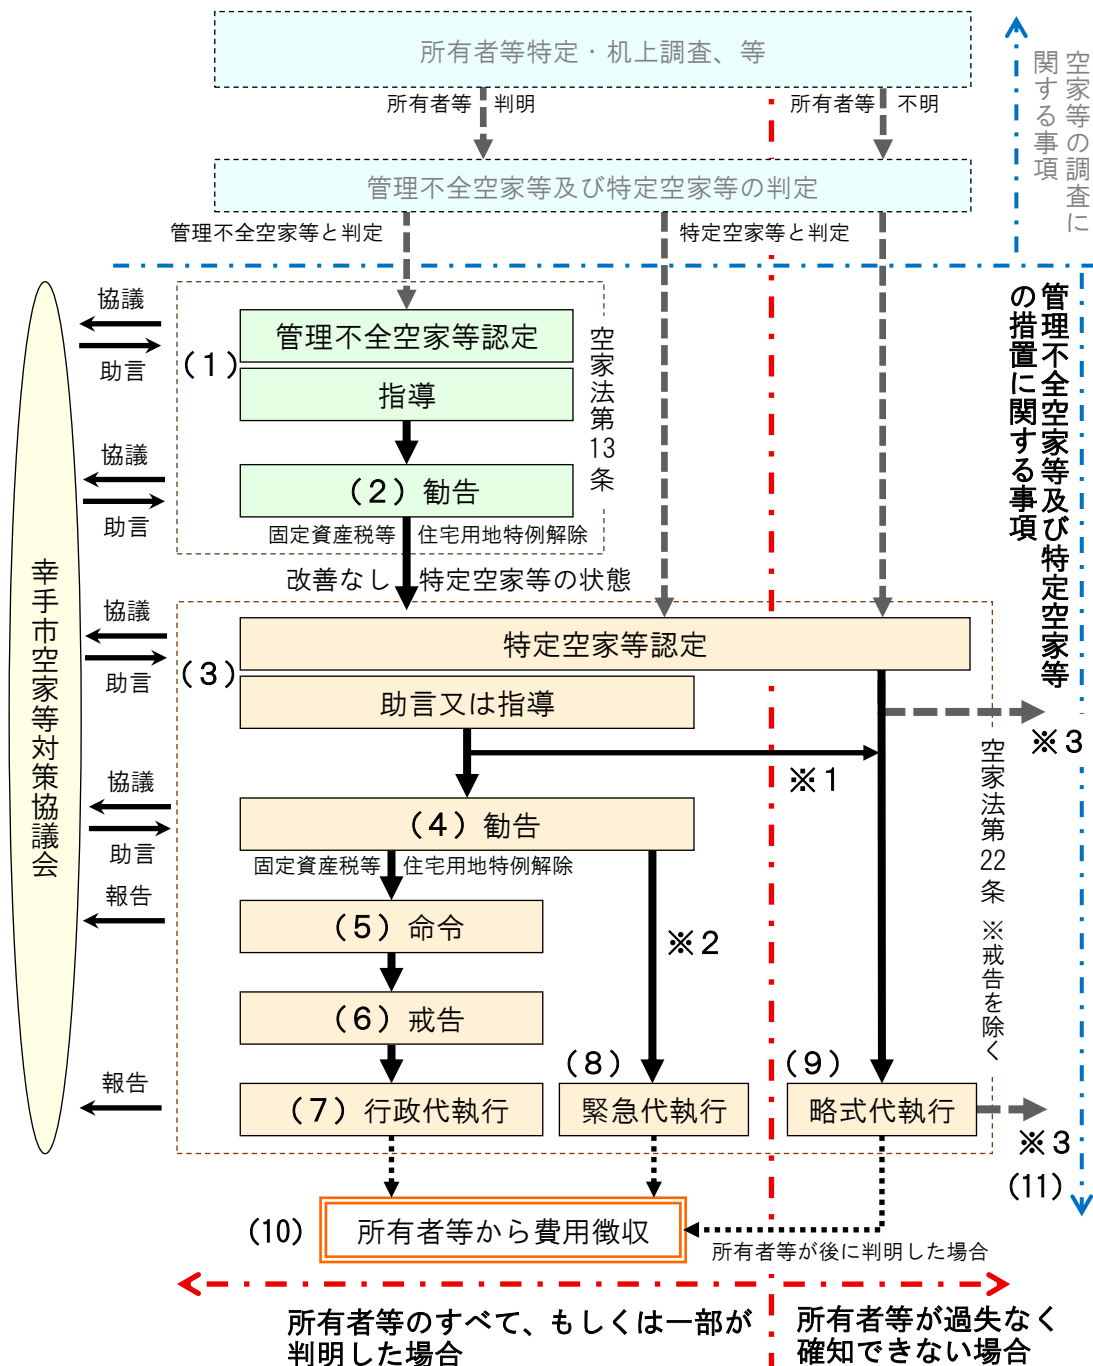 所有者等特定・机上調査、等
所有者等 判明
所有者等 不明
空家等の調査に
関する事項
管理不全空家等及び特定空家等の判定
管理不全空家等と判定
特定空家等と判定
管理不全空家等及び特定空家等
の措置に関する事項
幸手市空家等対策協議会
協議
助言
(1)
管理不全空家等認定
指導
空家法第13条
協議
助言
(2)勧告
固定資産税等 住宅用地特例解除
改善なし 特定空家等の状態
協議
助言
(3)
特定空家等認定
助言又は指導
※3
※1
空家法第22条 ※戒告を除く
協議
助言
(4)勧告
固定資産税等 住宅用地特例解除
報告
(5)命令
※2
(6)戒告
報告
(7)行政代執行
(8)
緊急代執行
(9)
略式代執行
※3
(11)
(10)
所有者等から費用徴収
所有者等が後に判明した場合
所有者等のすべて、もしくは一部が
判明した場合
所有者等が過失なく
確知できない場合